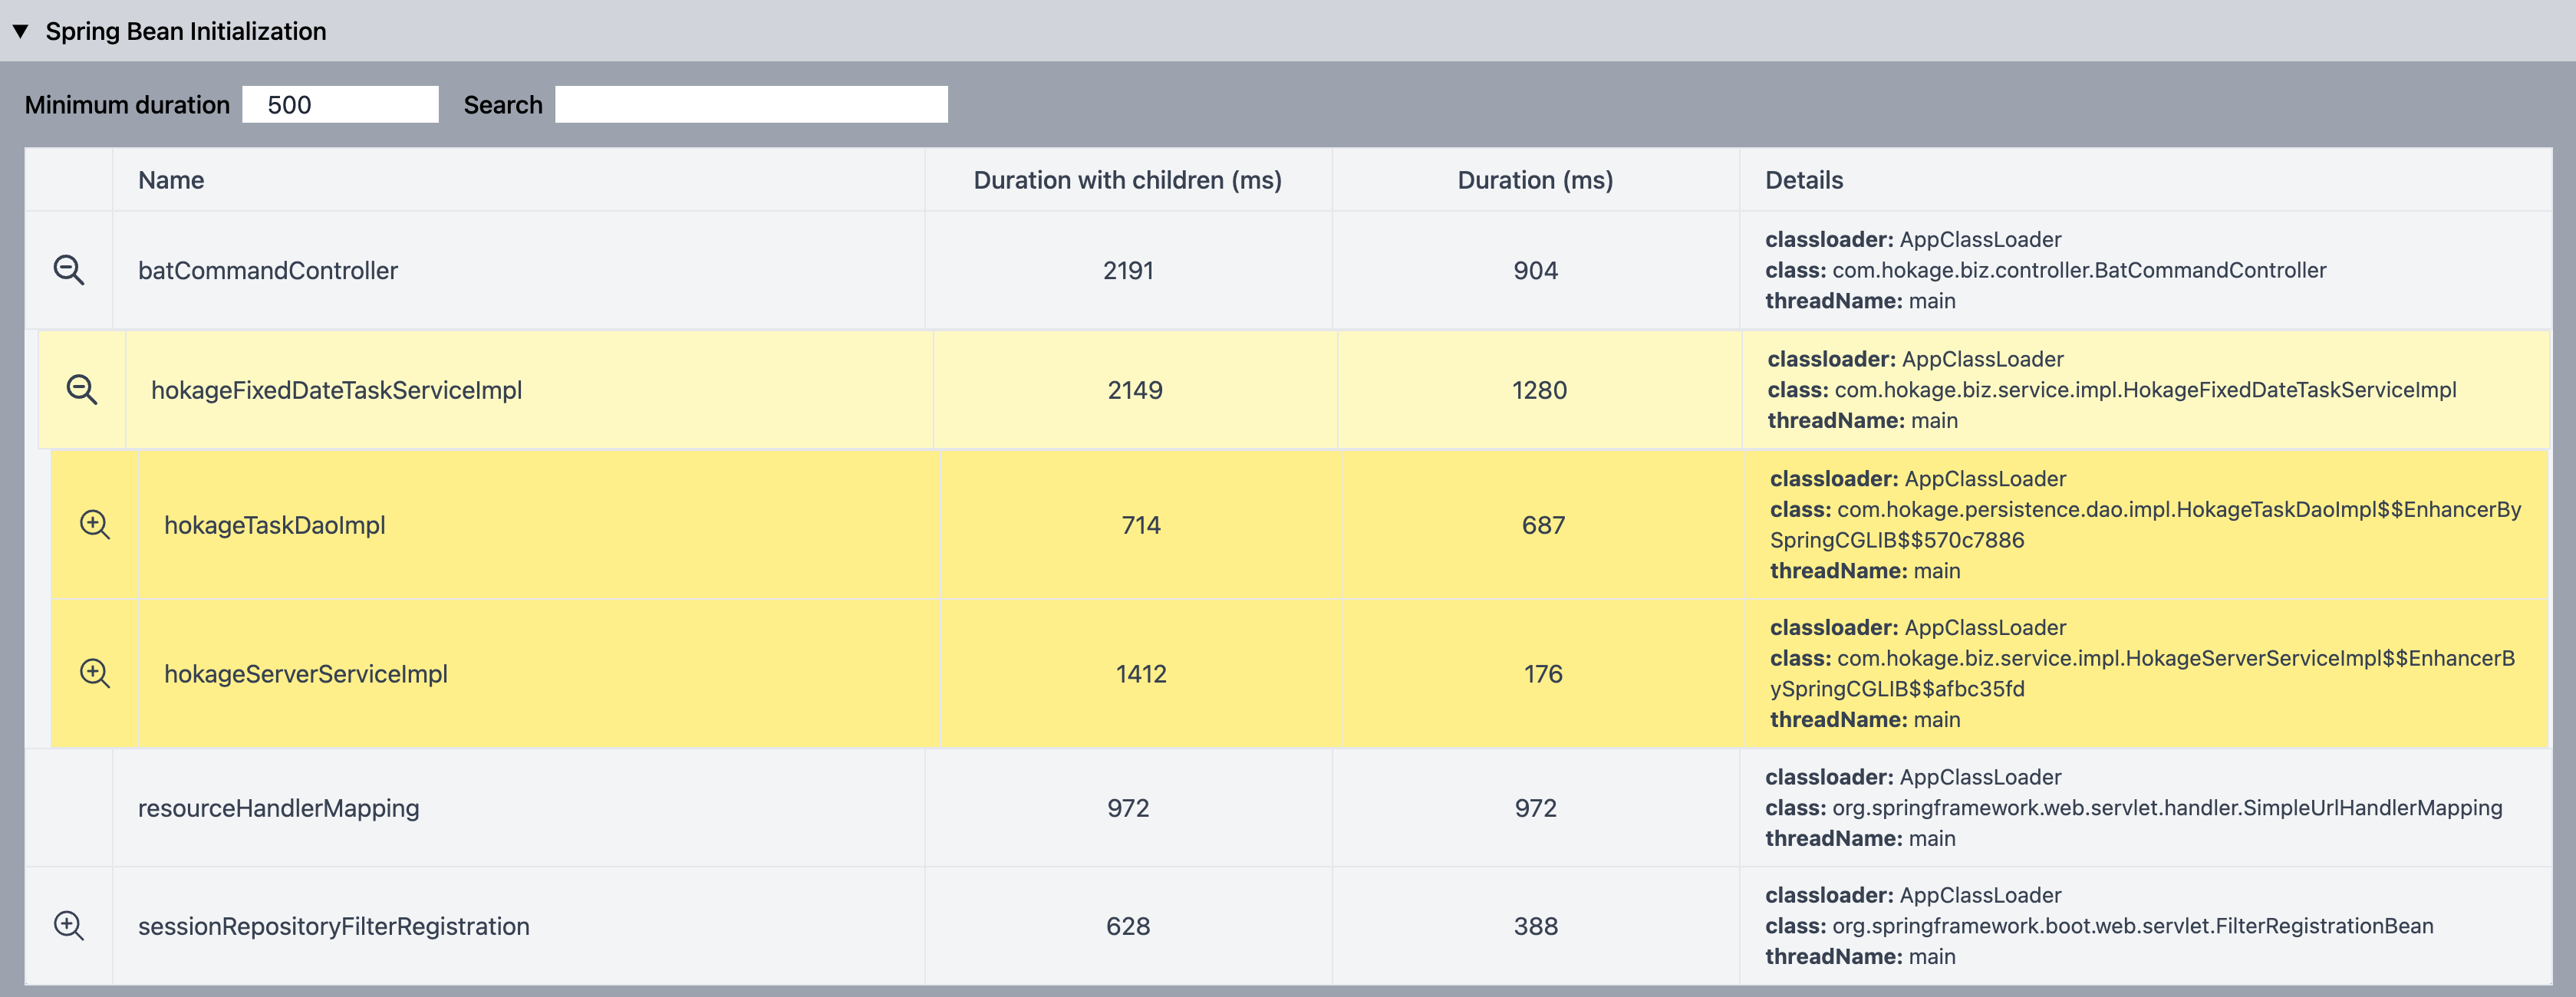 ▼ Spring Bean Initialization
Minimum duration 500 Search
Name Duration with children (ms) Duration (ms) Details
batCommandController 2191 904
classloader: AppClassLoader
class: com.hokage.biz.controller.BatCommandController
threadName: main
hokageFixedDateTaskServiceImpl 2149 1280
classloader: AppClassLoader
class: com.hokage.biz.service.impl.HokageFixedDateTaskServiceImpl
threadName: main
hokageTaskDaoImpl 714 687
classloader: AppClassLoader
class: com.hokage.persistence.dao.impl.HokageTaskDaoImpl$$EnhancerBy
SpringCGLIB$$570c7886
threadName: main
hokageServerServiceImpl 1412 176
classloader: AppClassLoader
class: com.hokage.biz.service.impl.HokageServerServiceImpl$$EnhancerB
ySpringCGLIB$$afbc35fd
threadName: main
resourceHandlerMapping 972 972
classloader: AppClassLoader
class: org.springframework.web.servlet.handler.SimpleUrlHandlerMapping
threadName: main
sessionRepositoryFilterRegistration 628 388
classloader: AppClassLoader
class: org.springframework.boot.web.servlet.FilterRegistrationBean
threadName: main